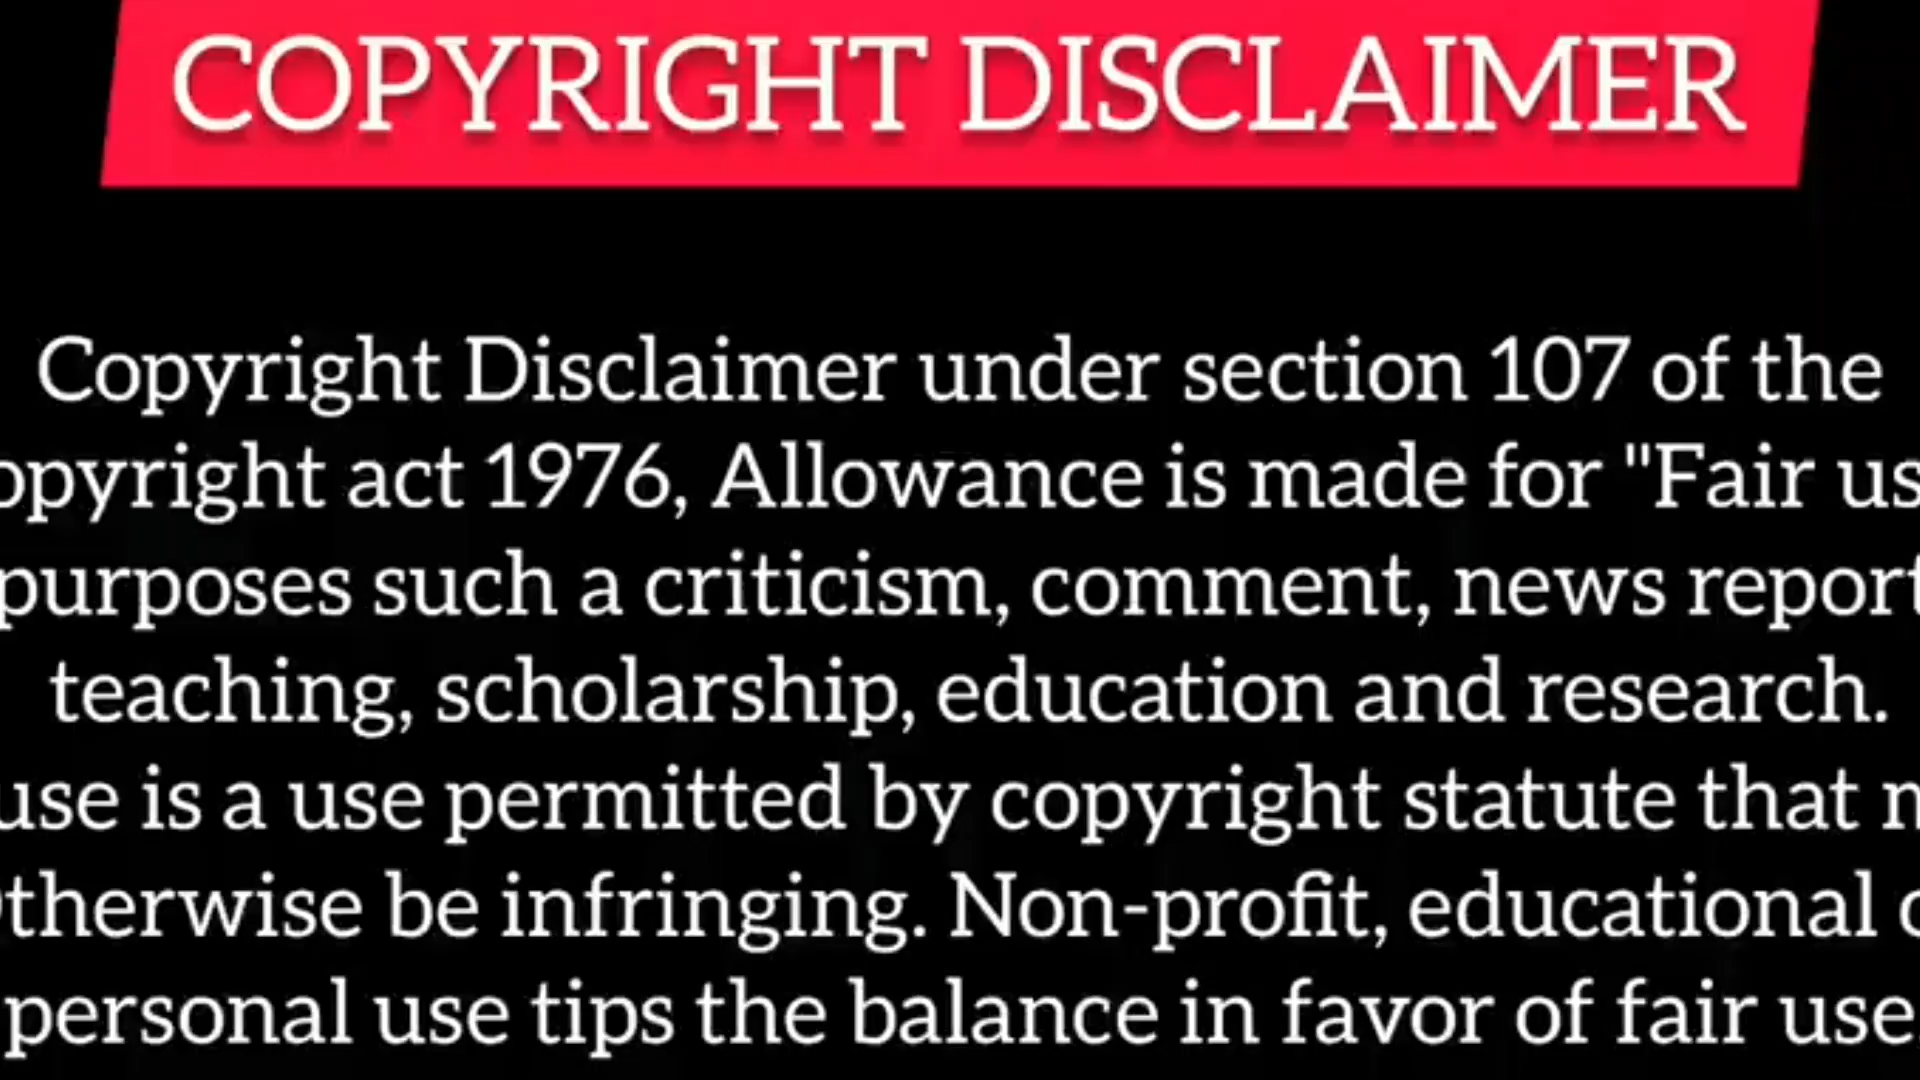 COPYRIGHT DISCLAIMER
Copyright Disclaimer under section 107 of the
opyright act 1976, Allowance is made for "Fair us
purposes such a criticism, comment, news report
teaching, scholarship, education and research.
use is a use permitted by copyright statute that m
therwise be infringing. Non-profit, educational o
personal use tips the balance in favor of fair use